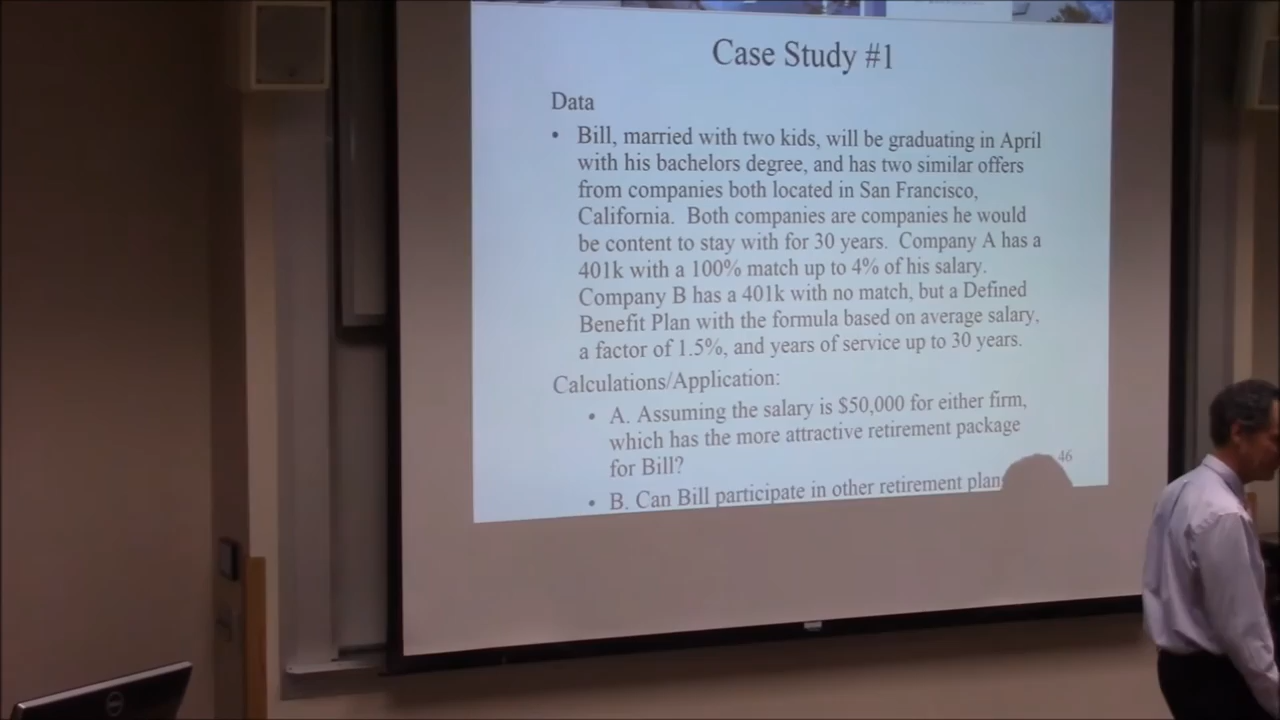 Case Study #1
Data
• Bill, married with two kids, will be graduating in April
with his bachelors degree, and has two similar offers
from companies both located in San Francisco,
California. Both companies are companies he would
be content to stay with for 30 years. Company A has a
401k with a 100% match up to 4% of his salary.
Company B has a 401k with no match, but a Defined
Benefit Plan with the formula based on average salary,
a factor of 1.5%, and years of service up to 30 years.
Calculations/Application:
• A. Assuming the salary is $50,000 for either firm,
which has the more attractive retirement package
for Bill?
46
• B. Can Bill participate in other retirement plan
DELL